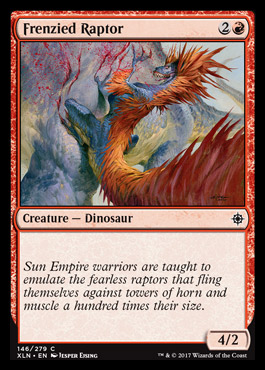 Frenzied Raptor 2
Creature — Dinosaur
Sun Empire warriors are taught to
emulate the fearless raptors that fling
themselves against towers of horn and
muscle a hundred times their size.
4/2
146/279 C
XLN • EN Jesper Ejsing ™ & © 2017 Wizards of the Coast